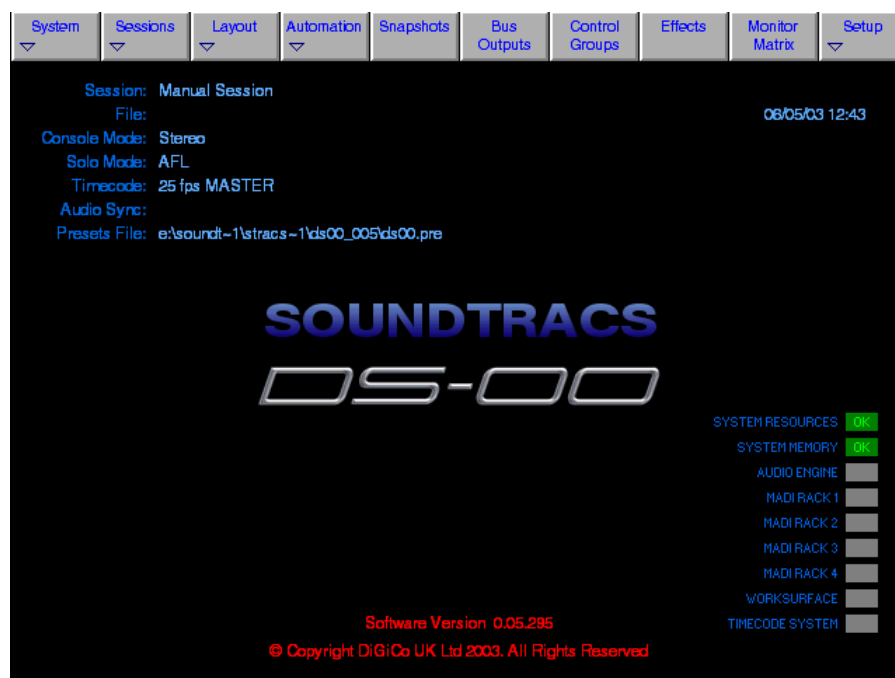 System
Sessions
Layout
Automation
Snapshots
Bus
Outputs
Control
Groups
Effects
Monitor
Matrix
Setup
Session: Manual Session
File:
06/05/03 12:43
Console Mode: Stereo
Solo Mode: AFL
Timecode: 25 fps MASTER
Audio Sync:
Presets File: e:\soundt~1\stracs~1\ds00_005\ds00.pre
SOUNDTRACS
DS-00
SYSTEM RESOURCES OK
SYSTEM MEMORY OK
AUDIO ENGINE
MADI RACK 1
MADI RACK 2
MADI RACK 3
MADI RACK 4
WORKSURFACE
TIMECODE SYSTEM
Software Version 0.05.295
© Copyright DiGiCo UK Ltd 2003. All Rights Reserved